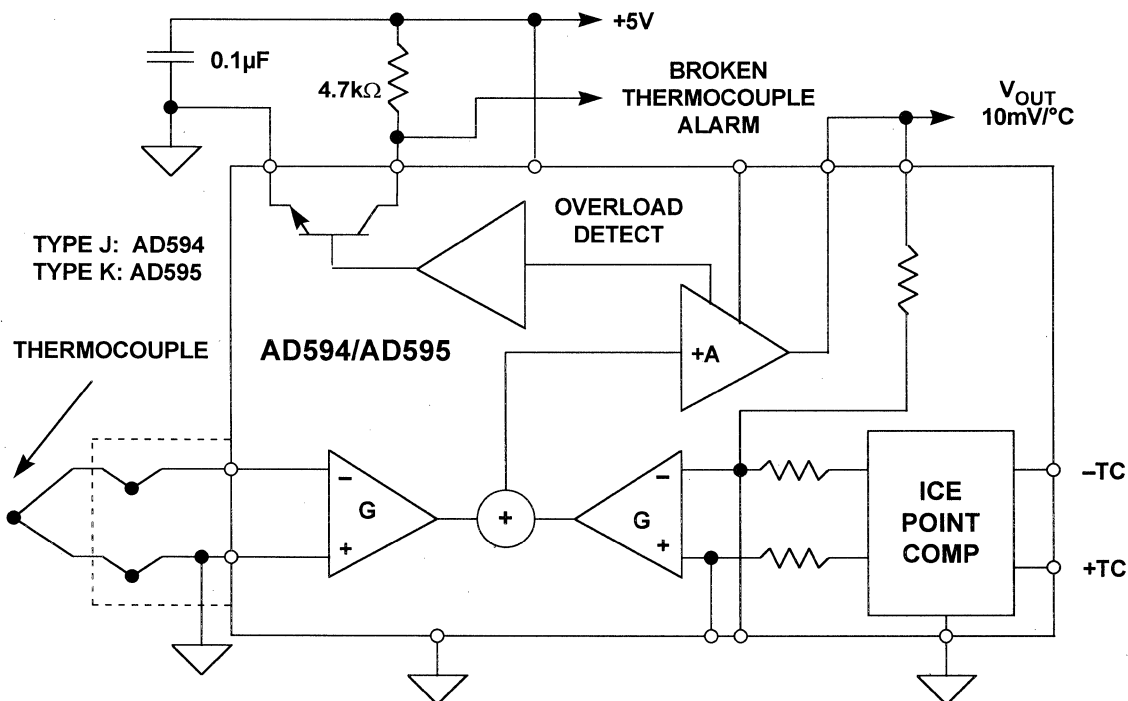 +5V
0.1µF
4.7kΩ
BROKEN
THERMOCOUPLE
ALARM
VOUT
10mV/°C
OVERLOAD
DETECT
TYPE J: AD594
TYPE K: AD595
THERMOCOUPLE
AD594/AD595
+A
–
G
+
+
–
G
+
ICE
POINT
COMP
–TC
+TC